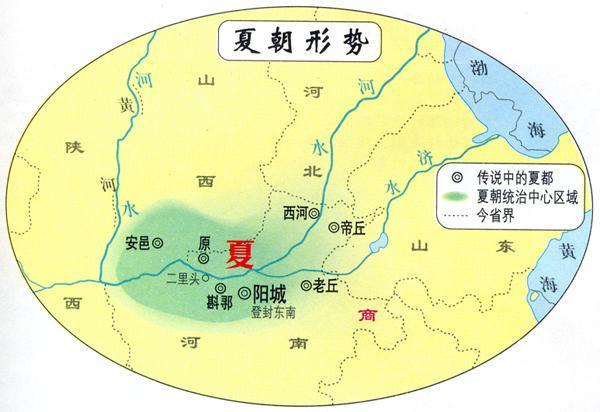 夏朝形势
渤
海
河
黄
河
水
山
西
河
北
河
水
济
水
陕
西
传说中的夏都
夏朝统治中心区域
今省界
西河
帝丘
山东
黄
海
安邑
原
夏
二里头
斟鄩
阳城
登封东南
老丘
商
河南